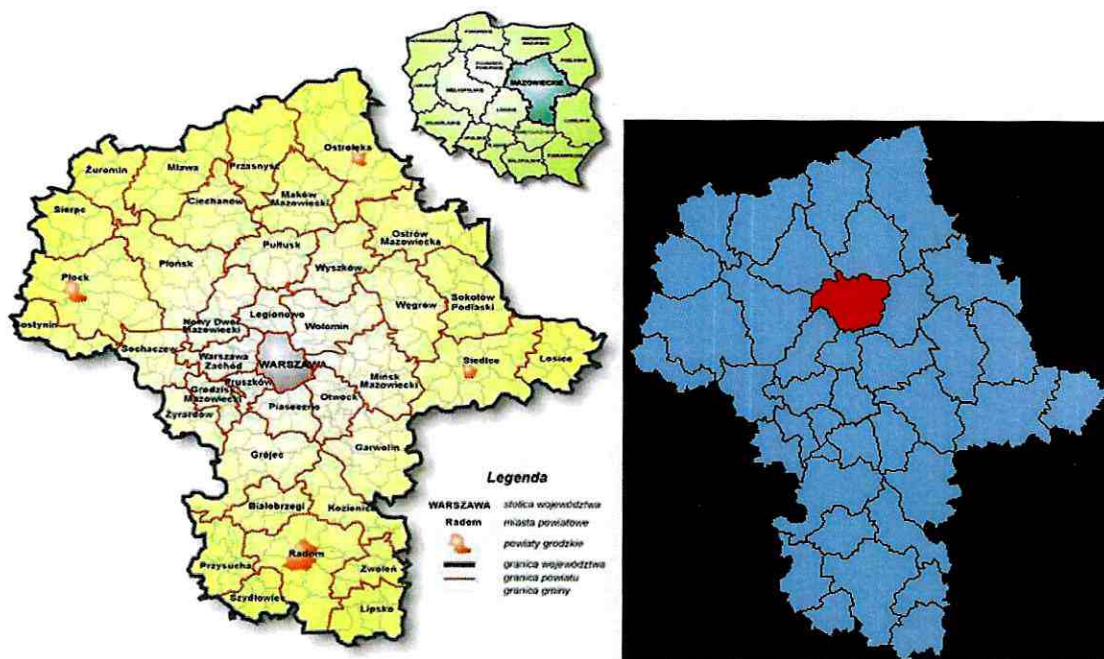 MAZOWIECKIE
Ostrołęka
Żuromin
Mława
Przasnysz
Ciechanów
Maków
Mazowiecki
Sierpc
Ostrów
Mazowiecka
Pułtusk
Płońsk
Wyszków
Płock
Węgrów
Sokołów
Podlaski
Legionowo
Gostynin
Nowy Dwór
Mazowiecki
Wołomin
Sochaczew
Warszawa
Zachód
WARSZAWA
Siedlce
Łosice
Pruszków
Mińsk
Mazowiecki
Grodzisk
Mazowiecki
Otwock
Piaseczno
Żyrardów
Garwolin
Grójec
Legenda
WARSZAWA stolica województwa
Radom miasta powiatowe
powiaty grodzkie
granica województwa
granica powiatu
granica gminy
Białobrzegi
Kozienice
Radom
Przysucha
Zwoleń
Szydłowiec
Lipsko